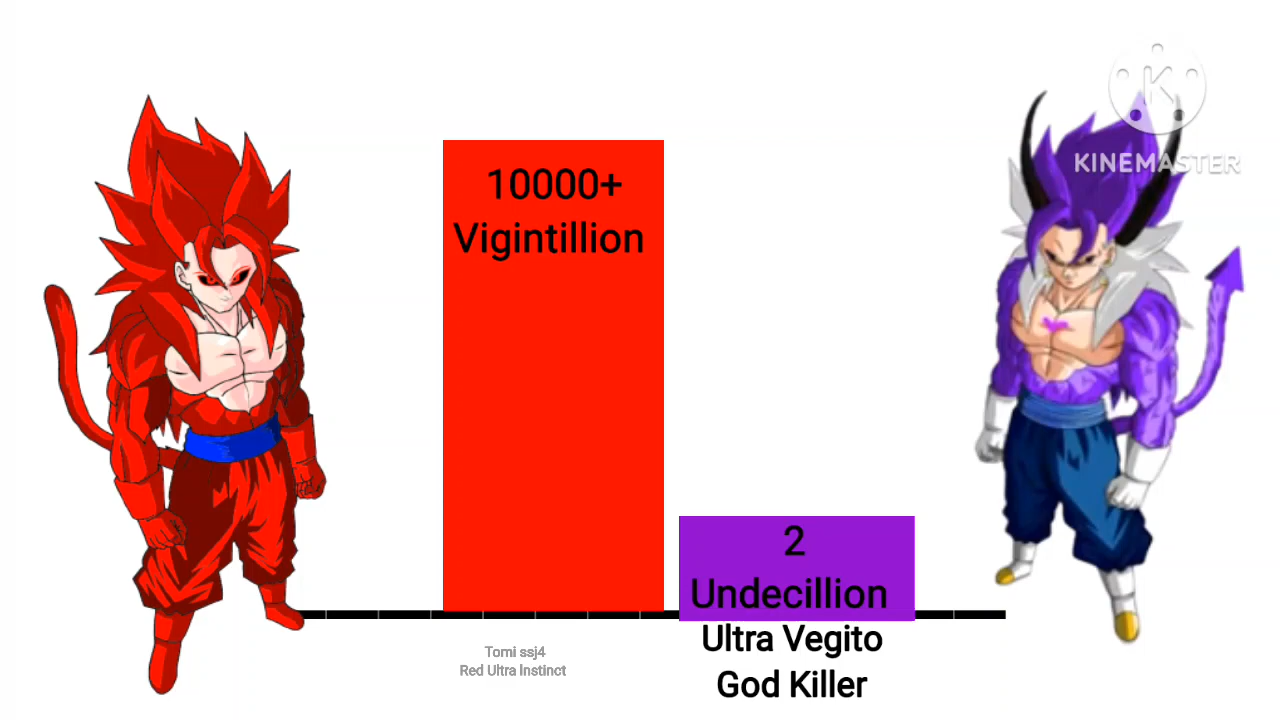 KINEMASTER
10000+
Vigintillion
2
Undecillion
Tomi ssj4
Red Ultra Instinct
Ultra Vegito
God Killer